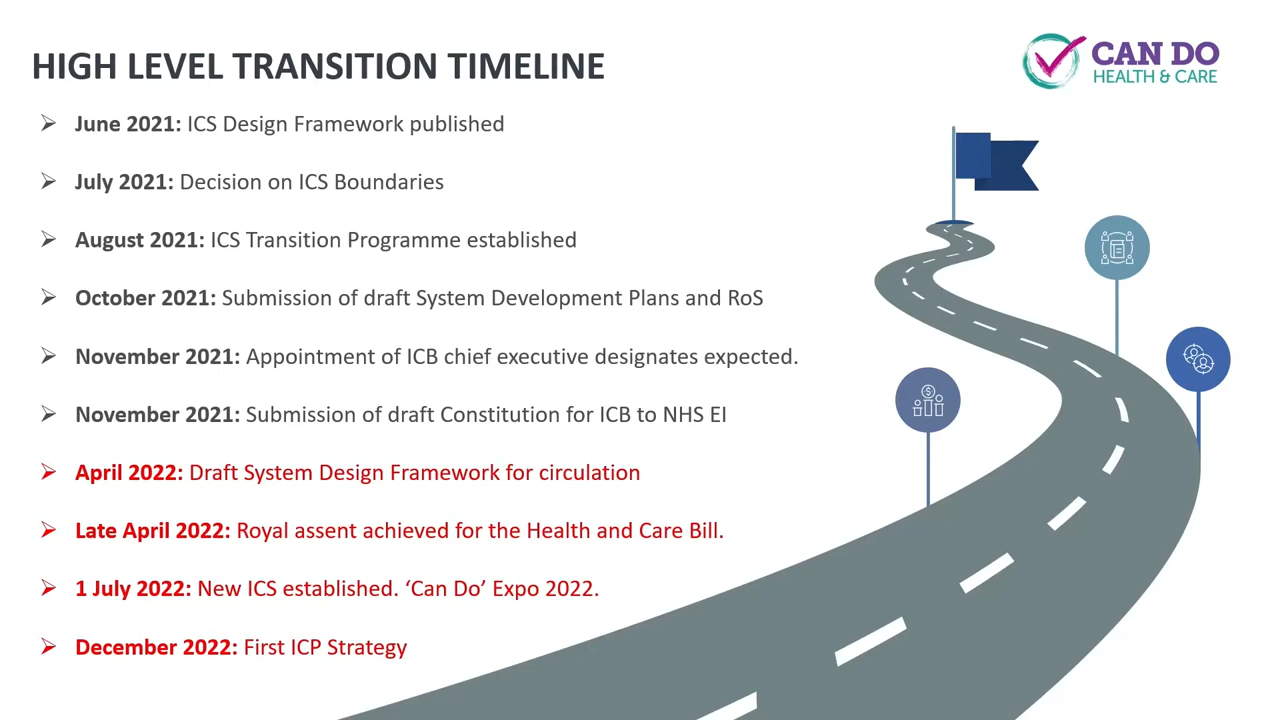 HIGH LEVEL TRANSITION TIMELINE
CAN DO
HEALTH & CARE
June 2021: ICS Design Framework published
July 2021: Decision on ICS Boundaries
August 2021: ICS Transition Programme established
October 2021: Submission of draft System Development Plans and RoS
November 2021: Appointment of ICB chief executive designates expected.
November 2021: Submission of draft Constitution for ICB to NHS EI
April 2022: Draft System Design Framework for circulation
Late April 2022: Royal assent achieved for the Health and Care Bill.
1 July 2022: New ICS established. ‘Can Do’ Expo 2022.
December 2022: First ICP Strategy
$